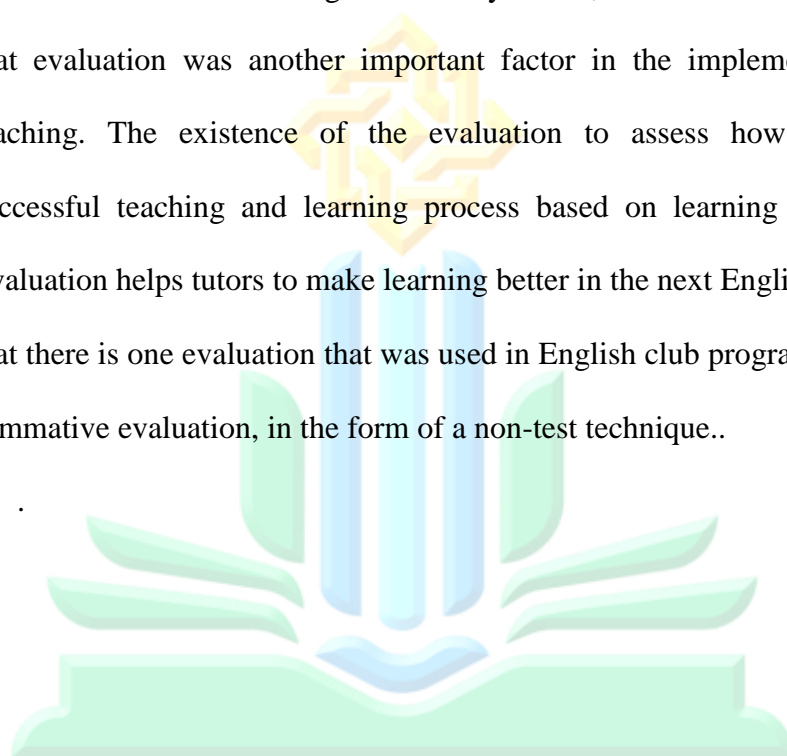 at evaluation was another important factor in the impleme
aching. The existence of the evaluation to assess how
ccessful teaching and learning process based on learning
valuation helps tutors to make learning better in the next Engli
at there is one evaluation that was used in English club progra
mmative evaluation, in the form of a non-test technique..
.